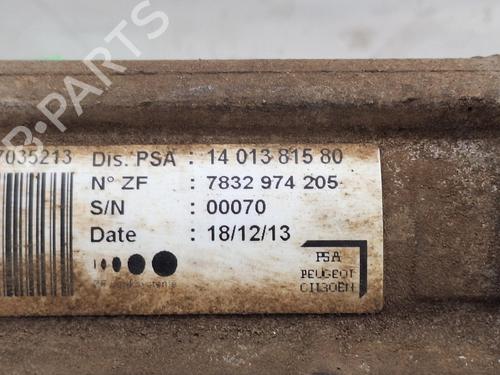 7035213
Dis. PSA : 14 013 815 80
N° ZF : 7832 974 205
S/N : 00070
Date : 18/12/13
PSA
PEUGEOT
CITROËN
B-PARTS